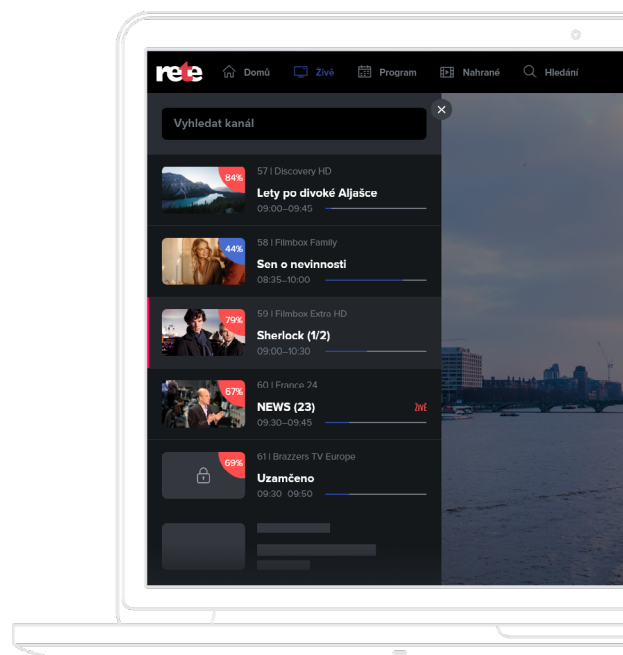 rete
Domů
Živě
Program
Nahrané
Hledání
Vyhledat kanál
84%
57 | Discovery HD
Lety po divoké Aljašce
09:00–09:45
44%
58 | Filmbox Family
Sen o nevinnosti
08:35–10:00
79%
59 | Filmbox Extra HD
Sherlock (1/2)
09:00–10:30
67%
60 | France 24
NEWS (23)
ŽIVĚ
09:30–09:45
69%
61 | Brazzers TV Europe
Uzamčeno
09:30 09:50